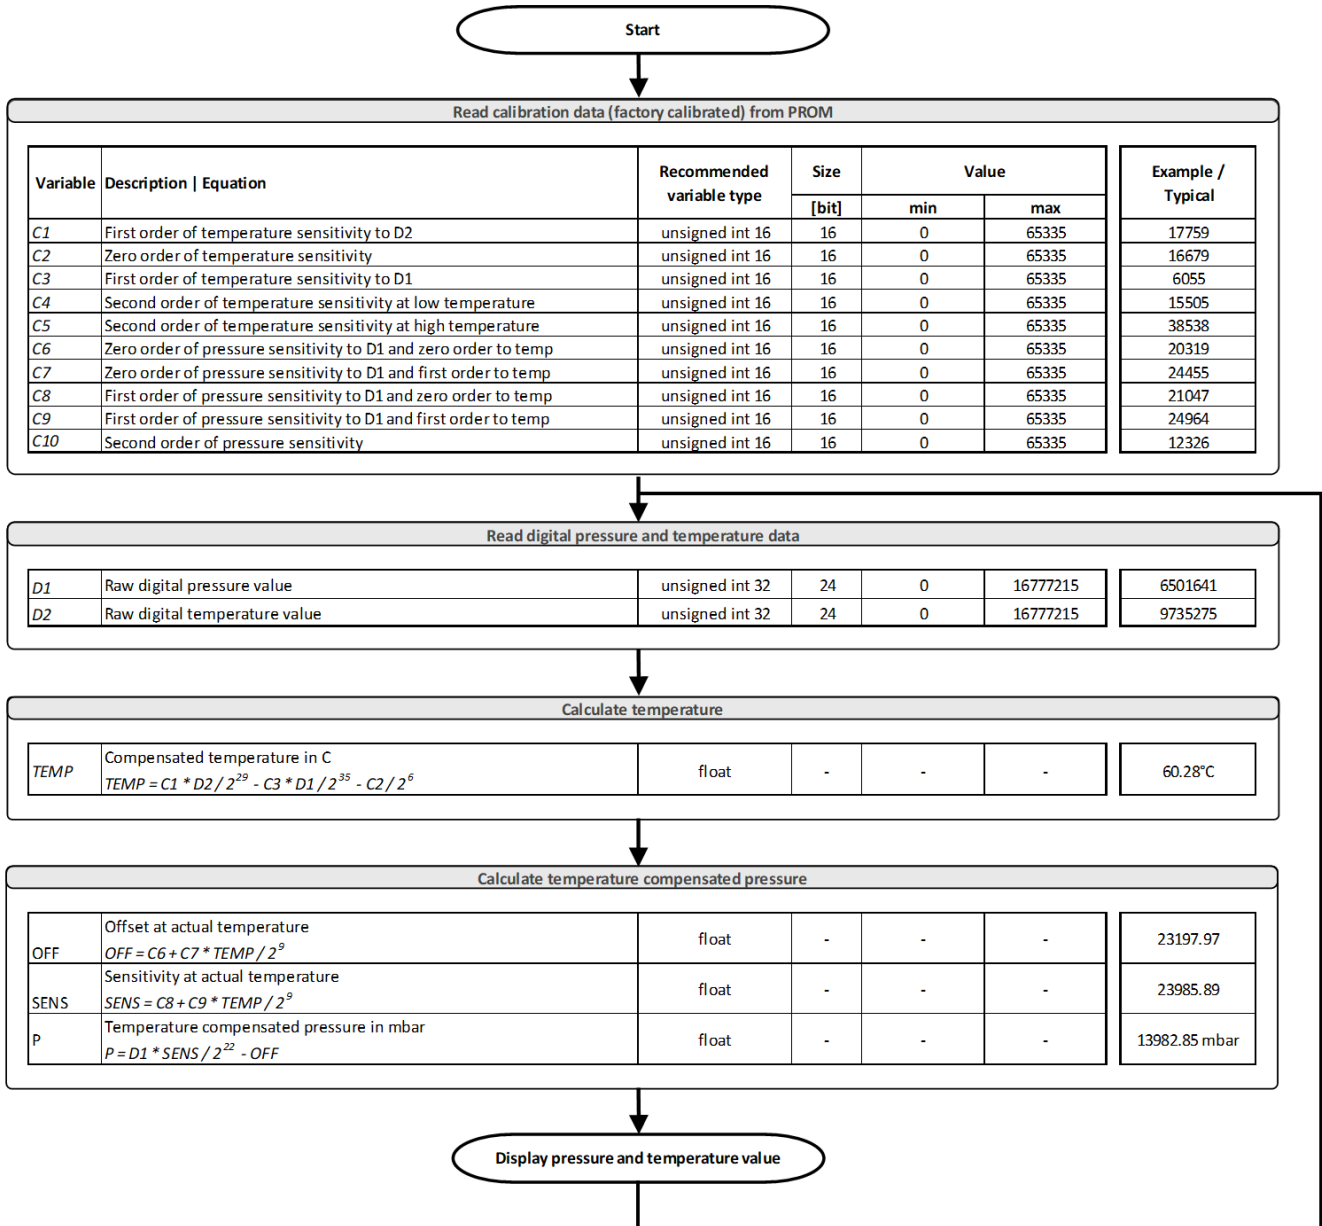 Start
Read calibration data (factory calibrated) from PROM
Variable Description | Equation Recommended variable type Size [bit] Value min max Example / Typical
C1 First order of temperature sensitivity to D2 unsigned int 16 16 0 65335 17759
C2 Zero order of temperature sensitivity unsigned int 16 16 0 65335 16679
C3 First order of temperature sensitivity to D1 unsigned int 16 16 0 65335 6055
C4 Second order of temperature sensitivity at low temperature unsigned int 16 16 0 65335 15505
C5 Second order of temperature sensitivity at high temperature unsigned int 16 16 0 65335 38538
C6 Zero order of pressure sensitivity to D1 and zero order to temp unsigned int 16 16 0 65335 20319
C7 Zero order of pressure sensitivity to D1 and first order to temp unsigned int 16 16 0 65335 24455
C8 First order of pressure sensitivity to D1 and zero order to temp unsigned int 16 16 0 65335 21047
C9 First order of pressure sensitivity to D1 and first order to temp unsigned int 16 16 0 65335 24964
C10 Second order of pressure sensitivity unsigned int 16 16 0 65335 12326
Read digital pressure and temperature data
D1 Raw digital pressure value unsigned int 32 24 0 16777215 6501641
D2 Raw digital temperature value unsigned int 32 24 0 16777215 9735275
Calculate temperature
Compensated temperature in C
TEMP TEMP = C1 * D2 / 2^29 - C3 * D1 / 2^35 - C2 / 2^6 float - - - 60.28°C
Calculate temperature compensated pressure
Offset at actual temperature
OFF OFF = C6 + C7 * TEMP / 2^9 float - - - 23197.97
Sensitivity at actual temperature
SENS SENS = C8 + C9 * TEMP / 2^9 float - - - 23985.89
Temperature compensated pressure in mbar
P P = D1 * SENS / 2^22 - OFF float - - - 13982.85 mbar
Display pressure and temperature value